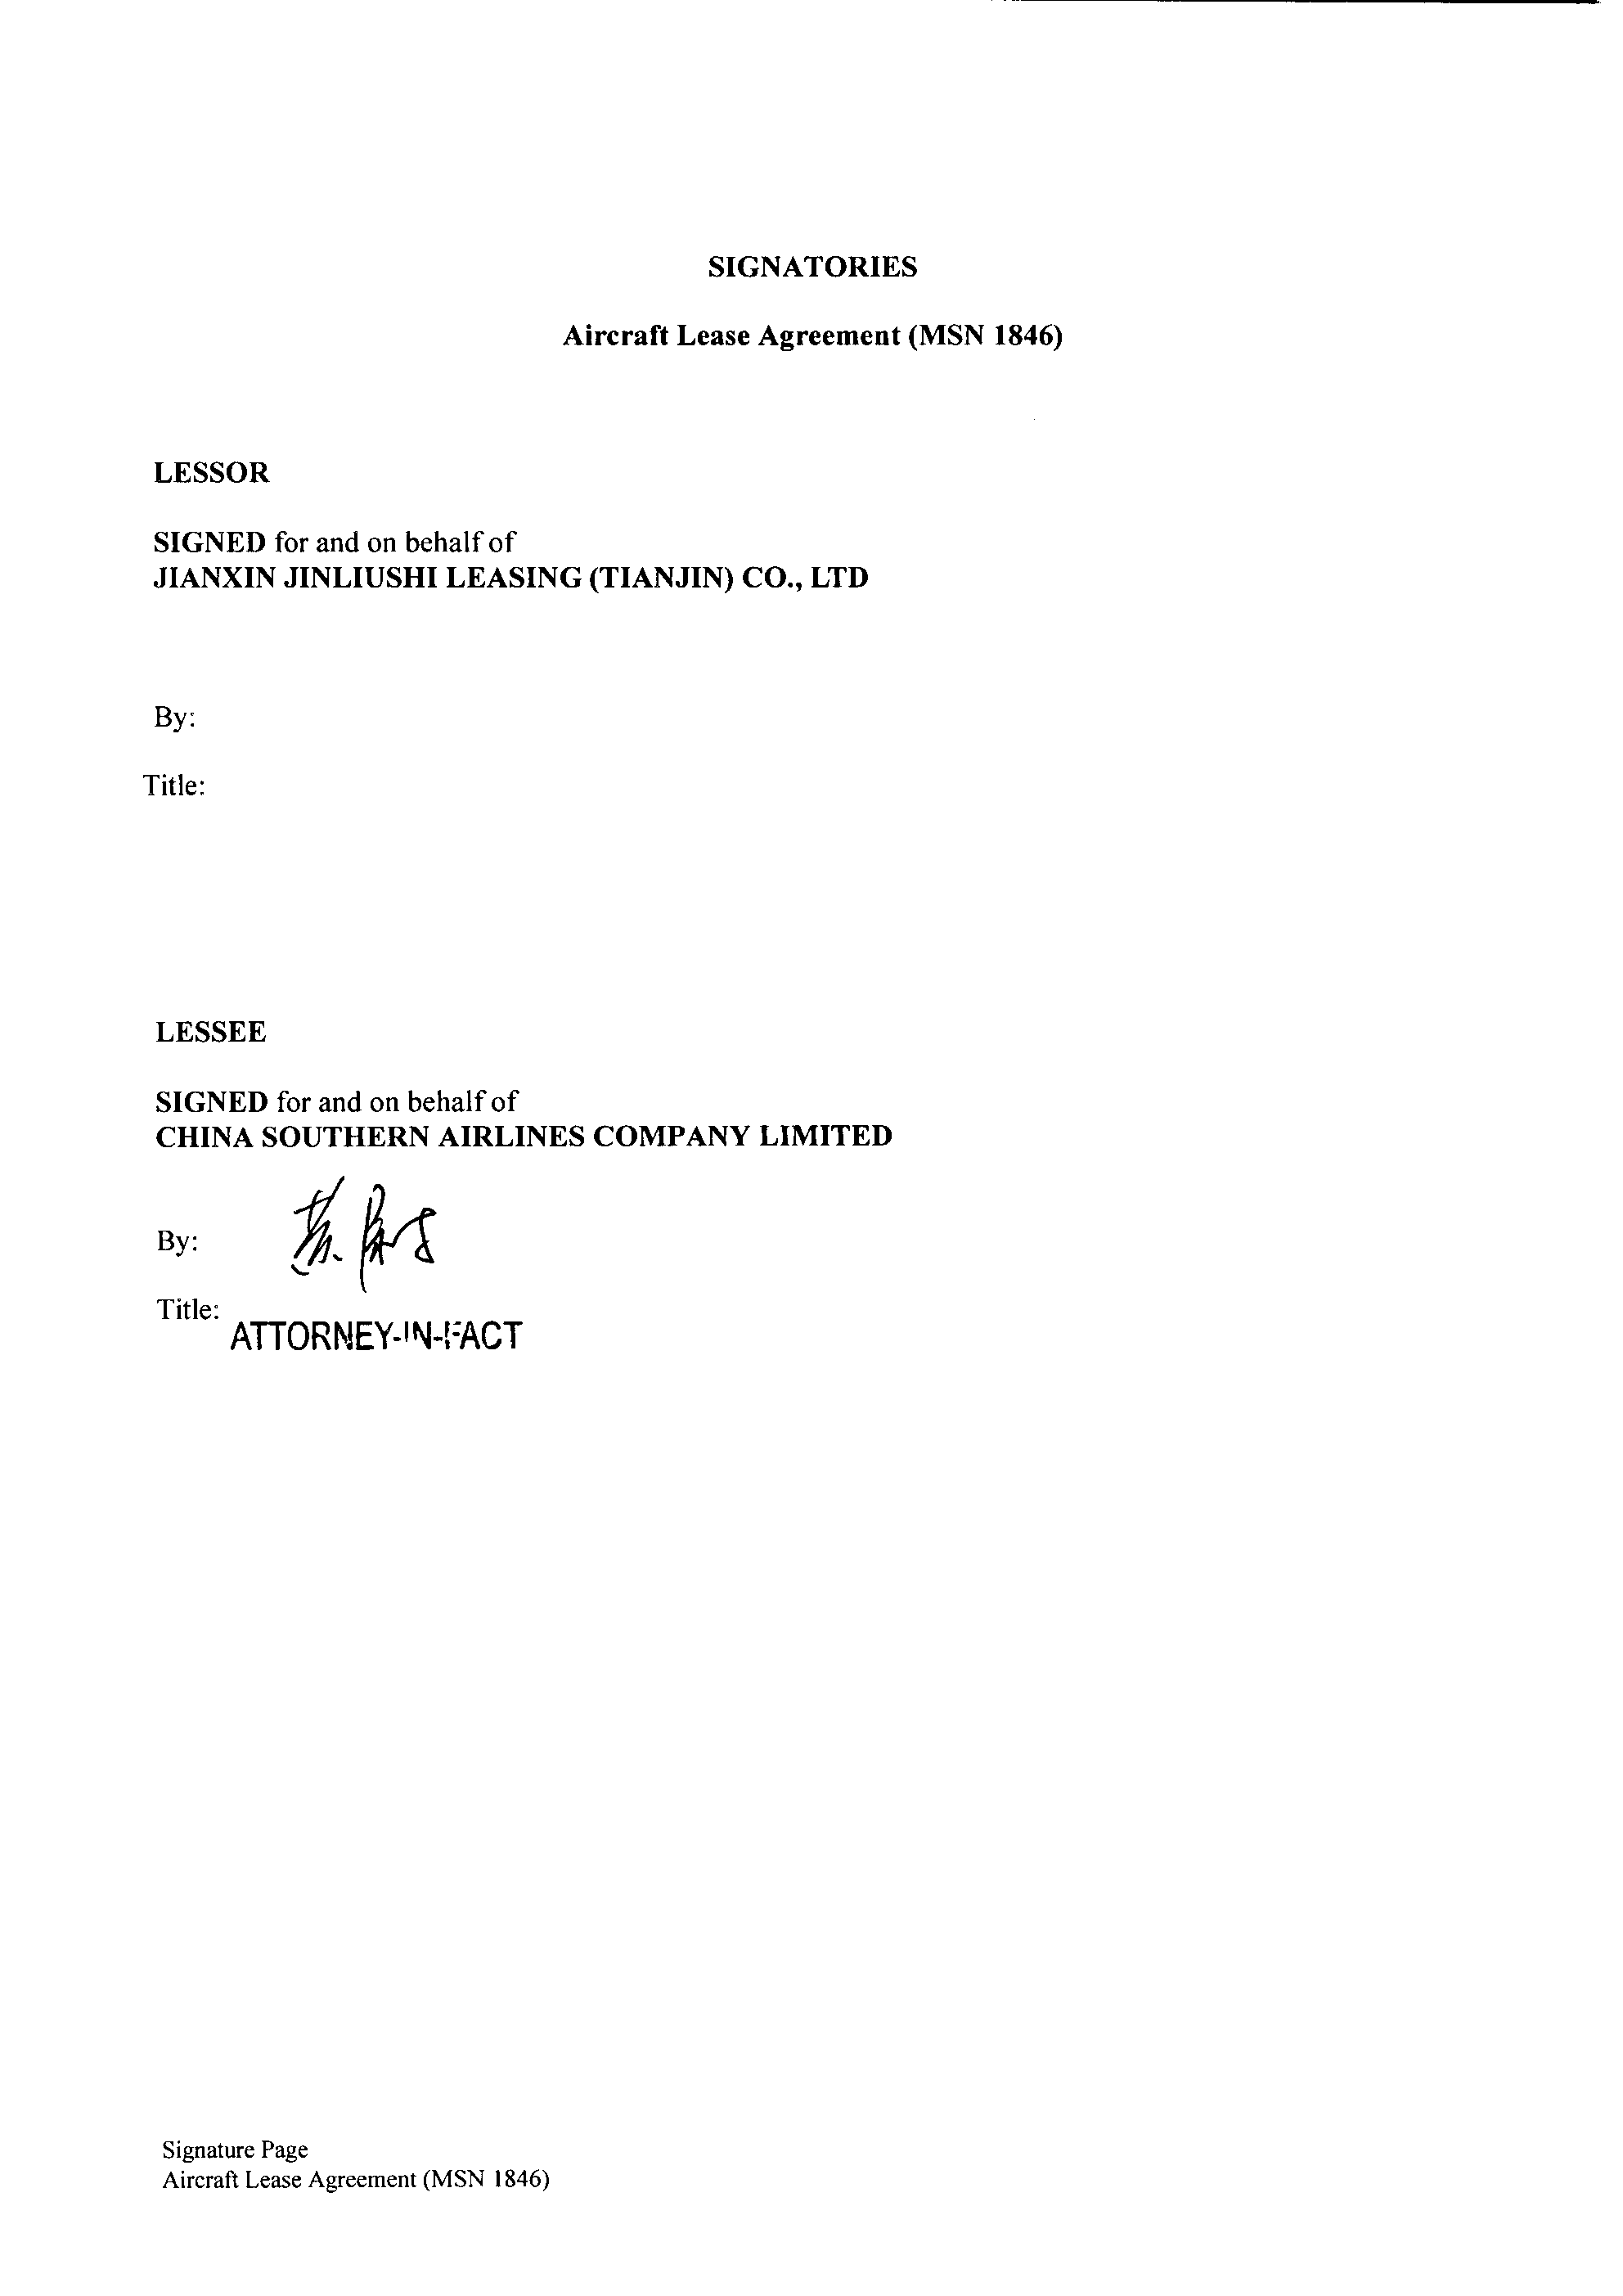 SIGNATORIES
Aircraft Lease Agreement (MSN 1846)
LESSOR
SIGNED for and on behalf of
JIANXIN JINLIUSHI LEASING (TIANJIN) CO., LTD
By:
Title:
LESSEE
SIGNED for and on behalf of
CHINA SOUTHERN AIRLINES COMPANY LIMITED
By:
Title:
ATTORNEY-IN-FACT
Signature Page
Aircraft Lease Agreement (MSN 1846)